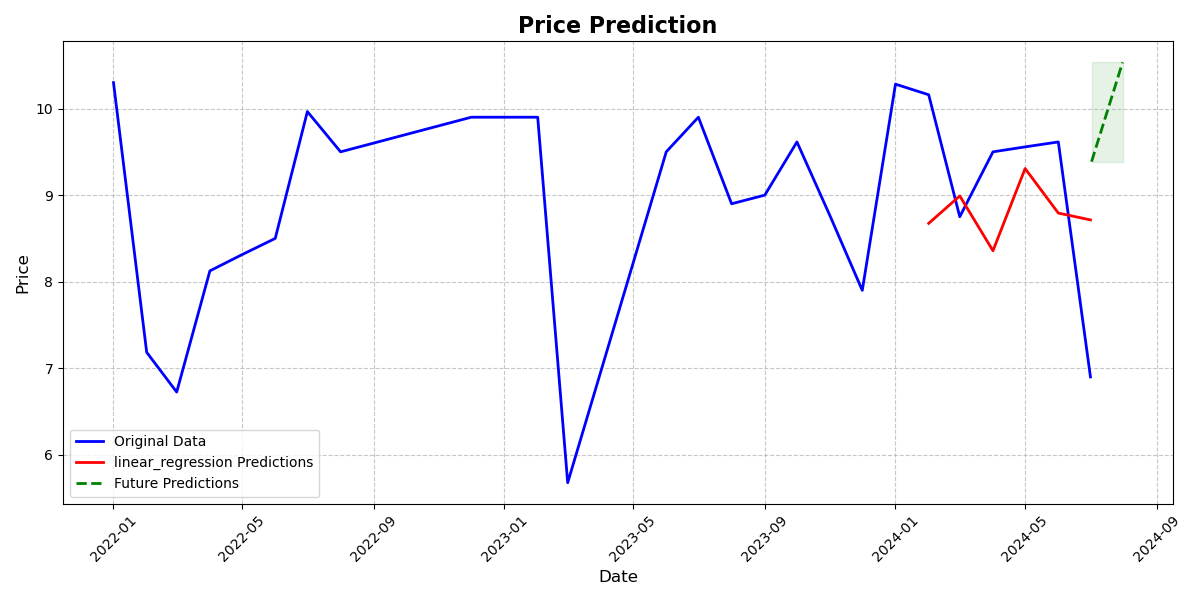 Price Prediction
Price
10
9
8
7
6
Original Data
linear_regression Predictions
Future Predictions
2022-01
2022-05
2022-09
2023-01
2023-05
2023-09
2024-01
2024-05
2024-09
Date